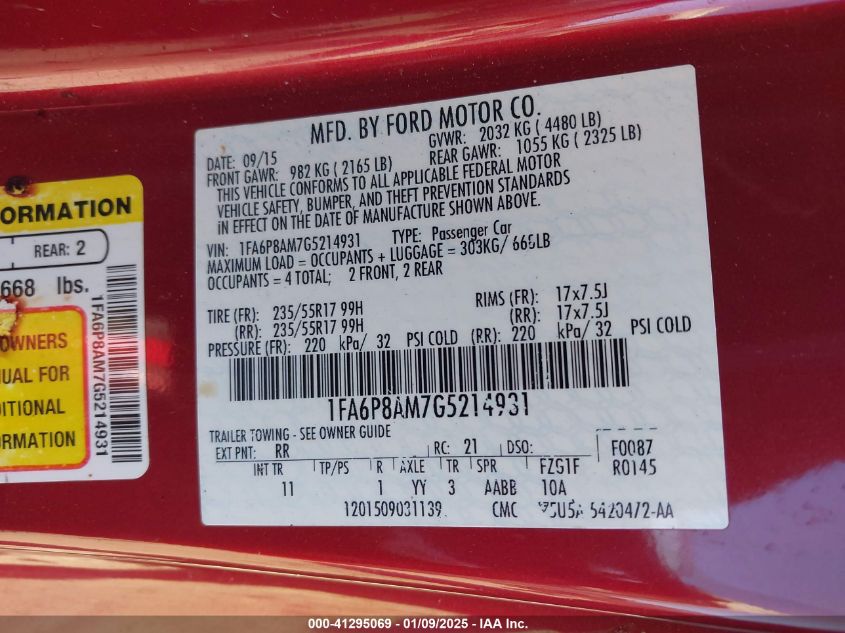 ORMATION
REAR: 2
668 lbs.
OWNERS
UAL FOR
ITIONAL
ORMATION
1FA6P8AM7G5214931
MFD. BY FORD MOTOR CO.
DATE: 09/15
GVWR: 2032 KG ( 4480 LB)
FRONT GAWR: 982 KG ( 2165 LB)
REAR GAWR: 1055 KG ( 2325 LB)
THIS VEHICLE CONFORMS TO ALL APPLICABLE FEDERAL MOTOR
VEHICLE SAFETY, BUMPER, AND THEFT PREVENTION STANDARDS
IN EFFECT ON THE DATE OF MANUFACTURE SHOWN ABOVE.
VIN: 1FA6P8AM7G5214931 TYPE: Passenger Car
MAXIMUM LOAD = OCCUPANTS + LUGGAGE = 303KG/ 668LB
OCCUPANTS = 4 TOTAL; 2 FRONT, 2 REAR
TIRE (FR): 235/55R17 99H RIMS (FR): 17x7.5J
(RR): 235/55R17 99H (RR): 17x7.5J
PRESSURE (FR): 220 kPa/ 32 PSI COLD (RR): 220 kPa/ 32 PSI COLD
1FA6P8AM7G5214931
TRAILER TOWING - SEE OWNER GUIDE
EXT PNT: RR RC: 21 DSO: F0087
R0145
INT TR TP/PS R AXLE TR SPR FZG1F
11 1 YY 3 AABB 10A
1201509031139 CMC 5420472-AA
000-41295069 - 01/09/2025 - IAA Inc.